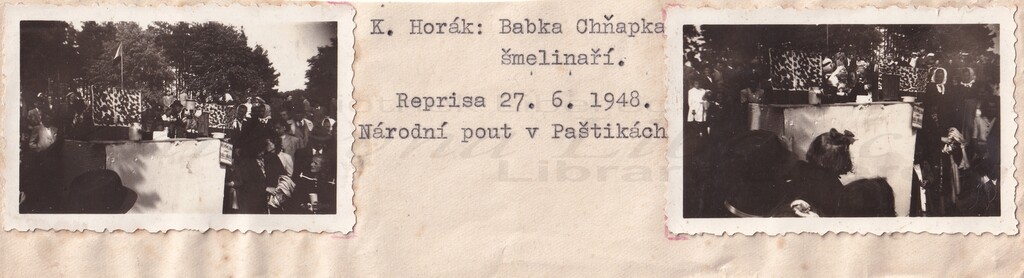 K. Horák: Babka Chňapka
šmelinaří.
Reprisa 27. 6. 1948.
Národní pout v Paštikách